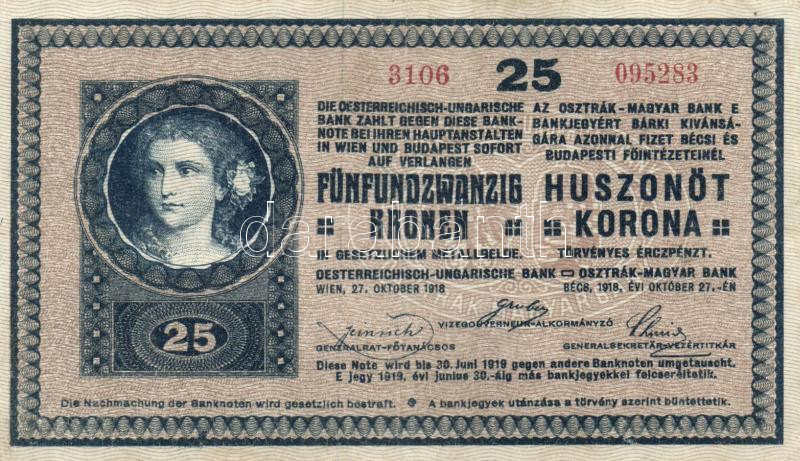 3106 25 095283
DIE OESTERREICHISCH-UNGARISCHE
BANK ZAHLT GEGEN DIESE BANK-
NOTE BEI IHREN HAUPTANSTALTEN
IN WIEN UND BUDAPEST SOFORT
AUF VERLANGEN
FÜNFUNDZWANZIG
KRONEN
IN GESETZLICHEM METALLGELDE.
OESTERREICHISCH-UNGARISCHE BANK
WIEN, 27. OKTOBER 1918
AZ OSZTRÁK-MAGYAR BANK E
BANKJEGYÉRT BÁRKI KIVÁNSÁ-
GÁRA AZONNAL FIZET BÉCSI ÉS
BUDAPESTI FŐINTÉZETEINÉL
HUSZONÖT
KORONA
TÖRVÉNYES ÉRCZPÉNZT.
OSZTRÁK-MAGYAR BANK
BÉCS, 1918, ÉVI OKTÓBER 27.-ÉN
darabanth
25
Gruber
VIZEGOUVERNEUR-ALKORMÁNYZÓ
GENERALRAT-FŐTANÁCSOS
GENERALSEKRETÄR-VEZÉRTITKÁR
Diese Note wird bis 30. Juni 1919 gegen andere Banknoten umgetauscht.
E jegy 1919. évi junius 30.-áig más bankjegyekkel felcseréltetik.
Die Nachmachung der Banknoten wird gesetzlich bestraft. A bankjegyek utánzása a törvény szerint büntettetik.